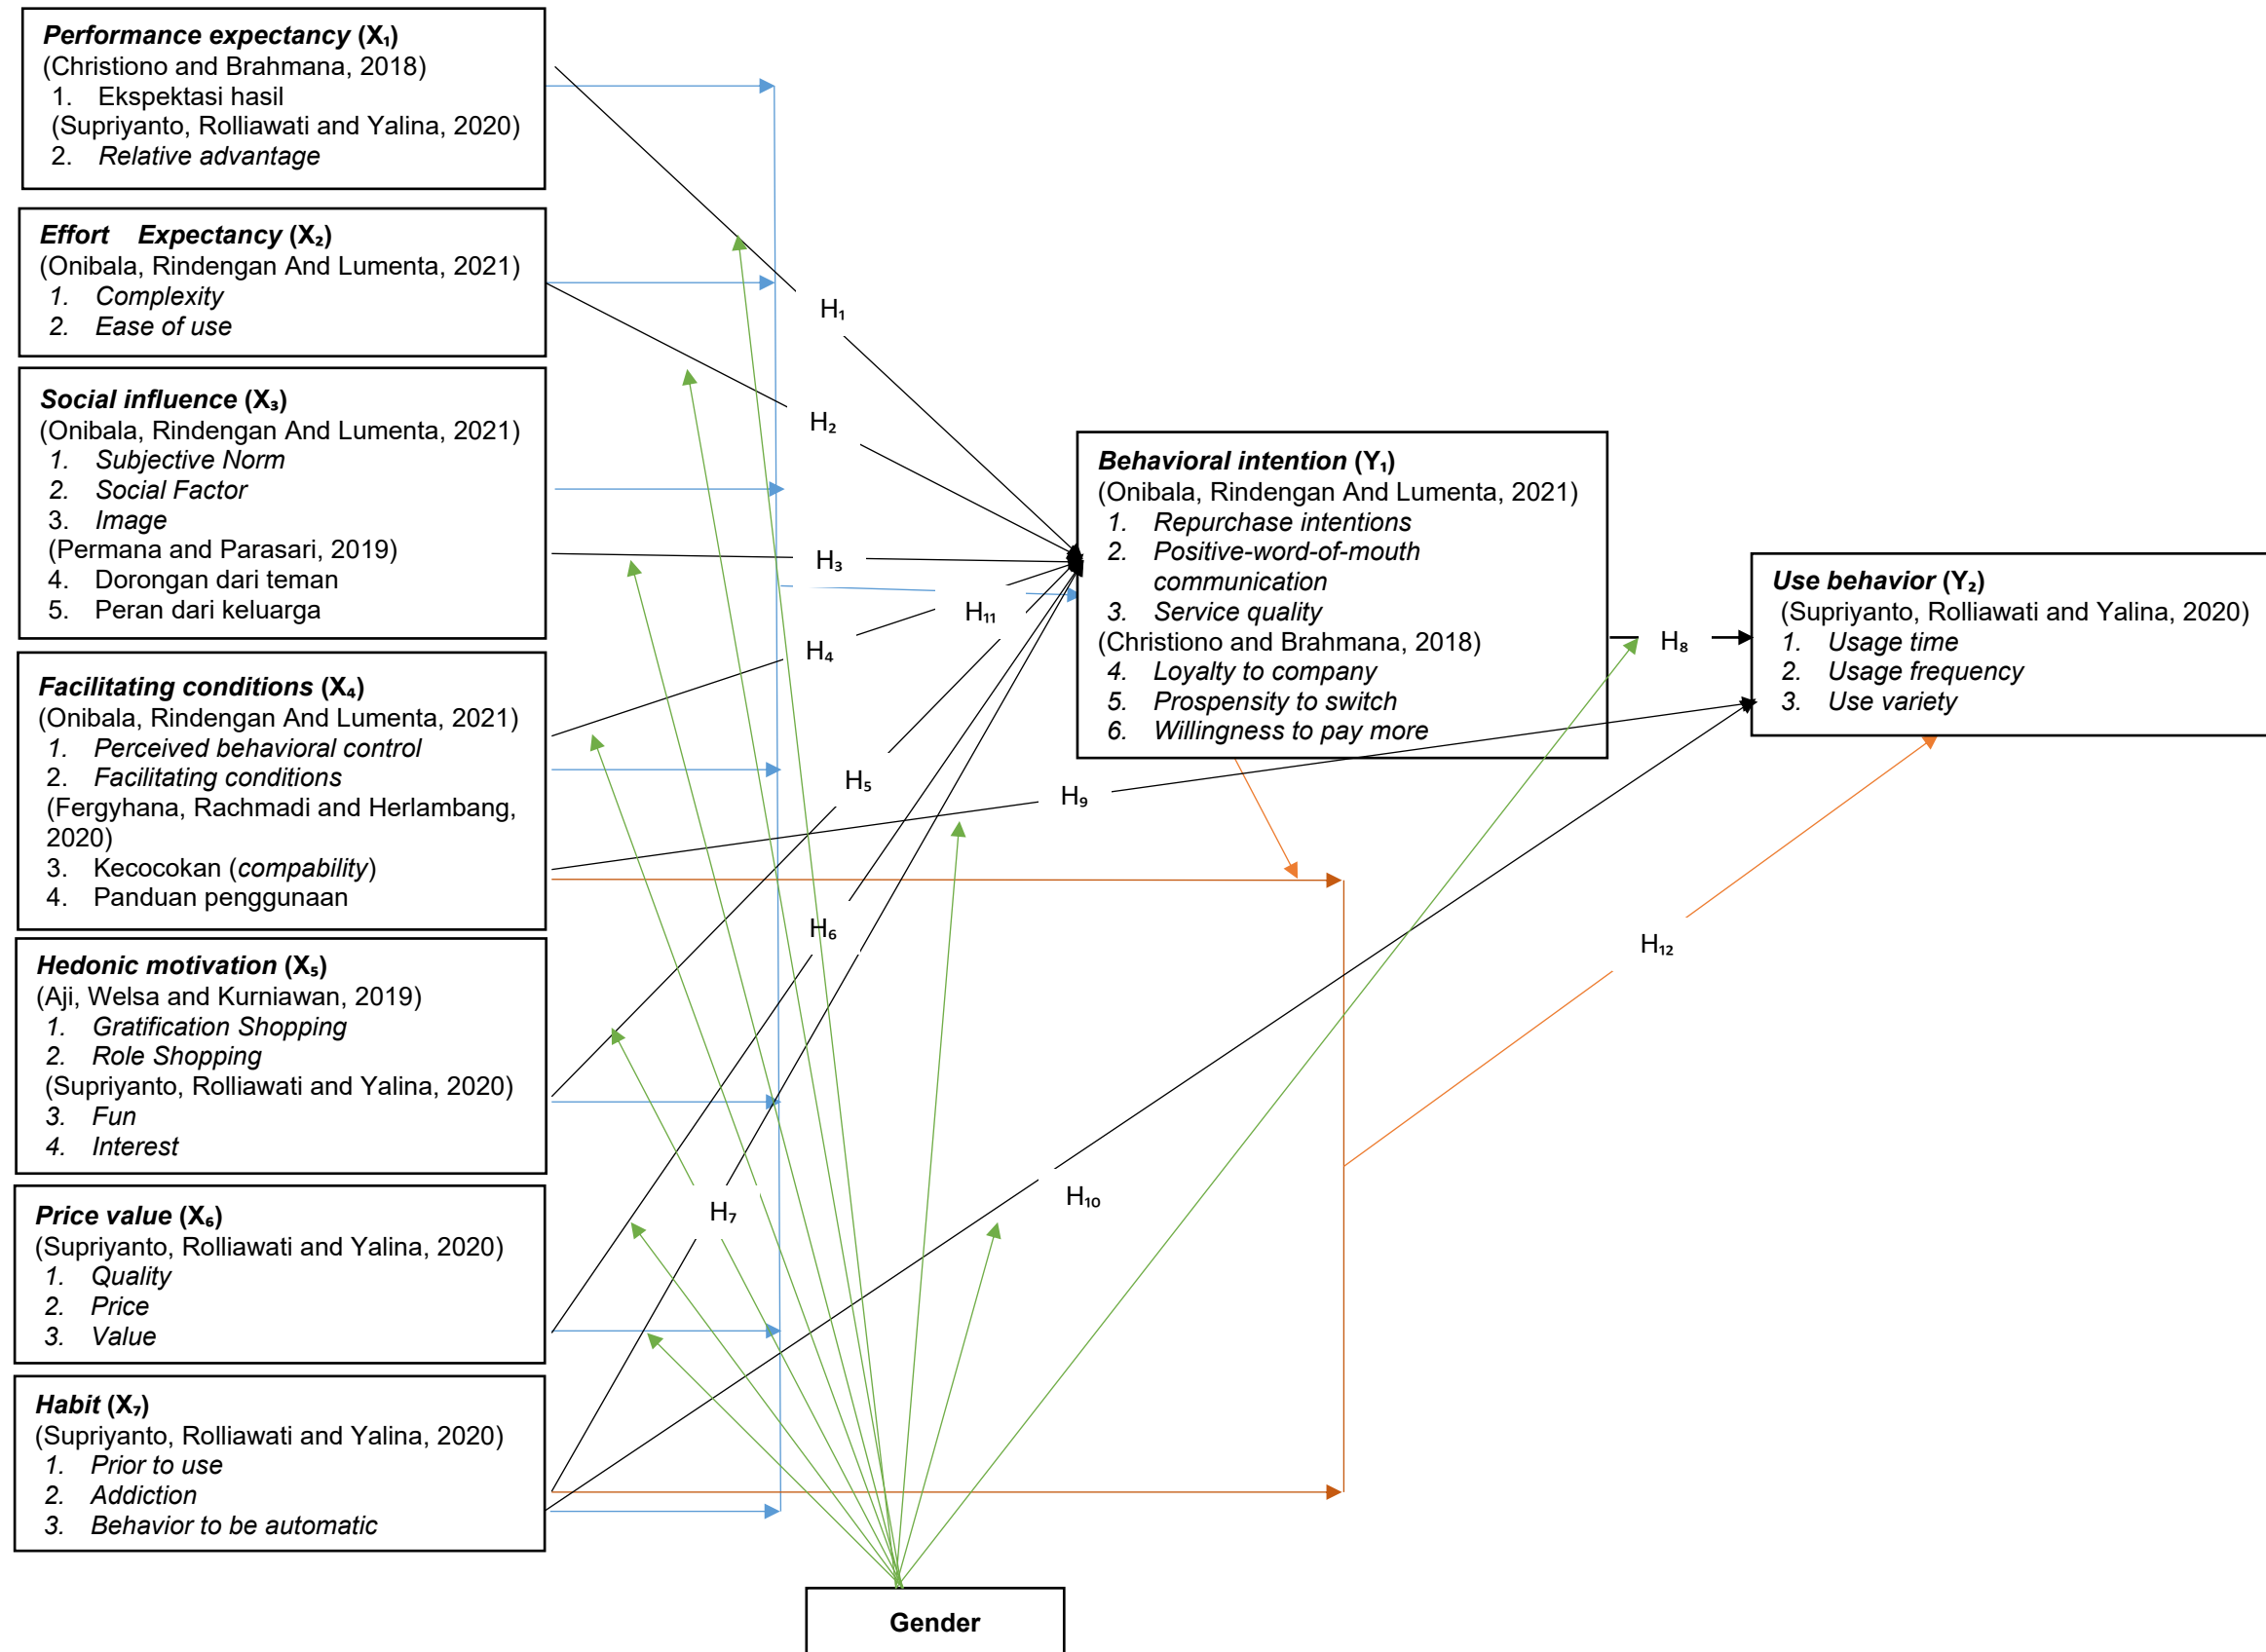 Performance expectancy (X₁)
(Christiono and Brahmana, 2018)
1. Ekspektasi hasil
(Supriyanto, Rolliawati and Yalina, 2020)
2. Relative advantage
Effort Expectancy (X₂)
(Onibala, Rindengan And Lumenta, 2021)
1. Complexity
2. Ease of use
Social influence (X₃)
(Onibala, Rindengan And Lumenta, 2021)
1. Subjective Norm
2. Social Factor
3. Image
(Permana and Parasari, 2019)
4. Dorongan dari teman
5. Peran dari keluarga
Facilitating conditions (X₄)
(Onibala, Rindengan And Lumenta, 2021)
1. Perceived behavioral control
2. Facilitating conditions
(Fergyhana, Rachmadi and Herlambang,
2020)
3. Kecocokan (compability)
4. Panduan penggunaan
Hedonic motivation (X₅)
(Aji, Welsa and Kurniawan, 2019)
1. Gratification Shopping
2. Role Shopping
(Supriyanto, Rolliawati and Yalina, 2020)
3. Fun
4. Interest
Price value (X₆)
(Supriyanto, Rolliawati and Yalina, 2020)
1. Quality
2. Price
3. Value
Habit (X₇)
(Supriyanto, Rolliawati and Yalina, 2020)
1. Prior to use
2. Addiction
3. Behavior to be automatic
H₁
H₂
H₃
H₁₁
H₄
H₅
H₉
H₆
H₇
H₁₀
Behavioral intention (Y₁)
(Onibala, Rindengan And Lumenta, 2021)
1. Repurchase intentions
2. Positive-word-of-mouth
communication
3. Service quality
(Christiono and Brahmana, 2018)
4. Loyalty to company
5. Prospensity to switch
6. Willingness to pay more
H₈
H₁₂
Use behavior (Y₂)
(Supriyanto, Rolliawati and Yalina, 2020)
1. Usage time
2. Usage frequency
3. Use variety
Gender